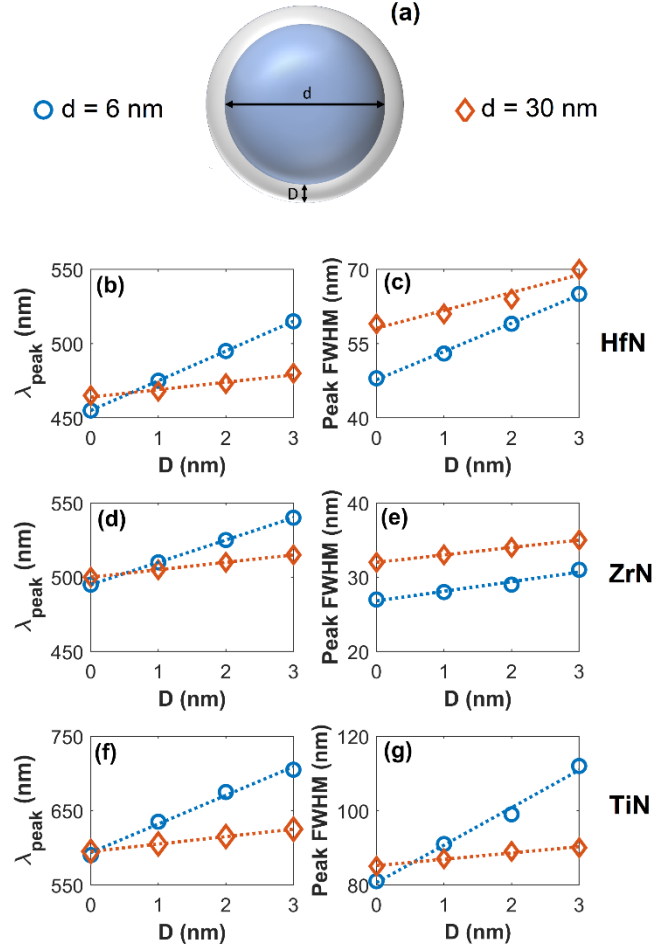 (a)
d = 6 nm
d
d = 30 nm
D
(b)
λpeak (nm)
550
500
450
0 1 2 3
D (nm)
(c)
Peak FWHM (nm)
70
55
40
0 1 2 3
D (nm)
HfN
(d)
λpeak (nm)
550
500
450
0 1 2 3
D (nm)
(e)
Peak FWHM (nm)
40
30
20
0 1 2 3
D (nm)
ZrN
(f)
λpeak (nm)
750
650
550
0 1 2 3
D (nm)
(g)
Peak FWHM (nm)
120
100
80
0 1 2 3
D (nm)
TiN